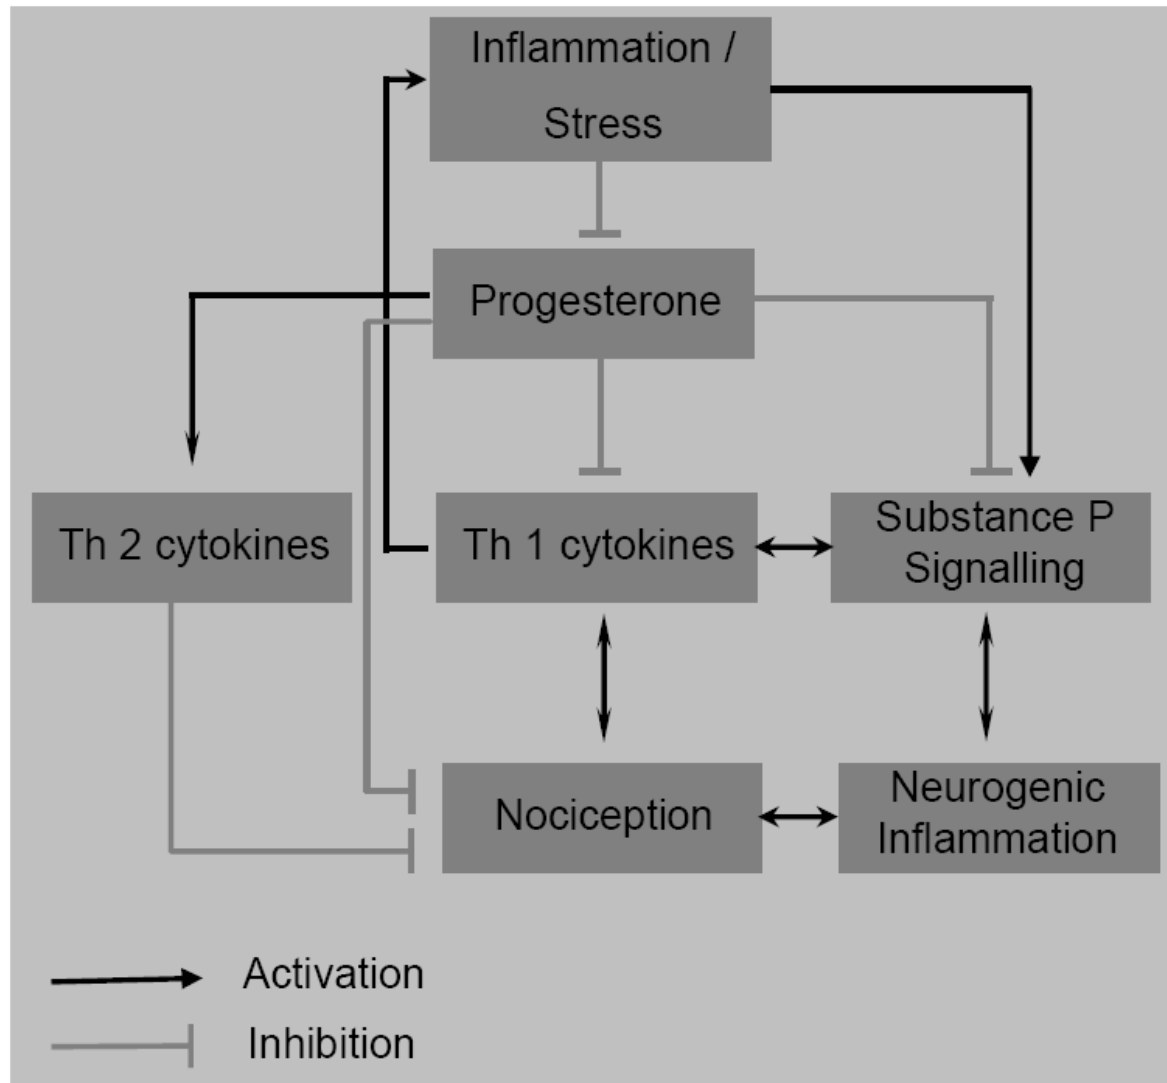 Inflammation /
Stress
Progesterone
Th 2 cytokines
Th 1 cytokines
Substance P
Signalling
Nociception
Neurogenic
Inflammation
Activation
Inhibition